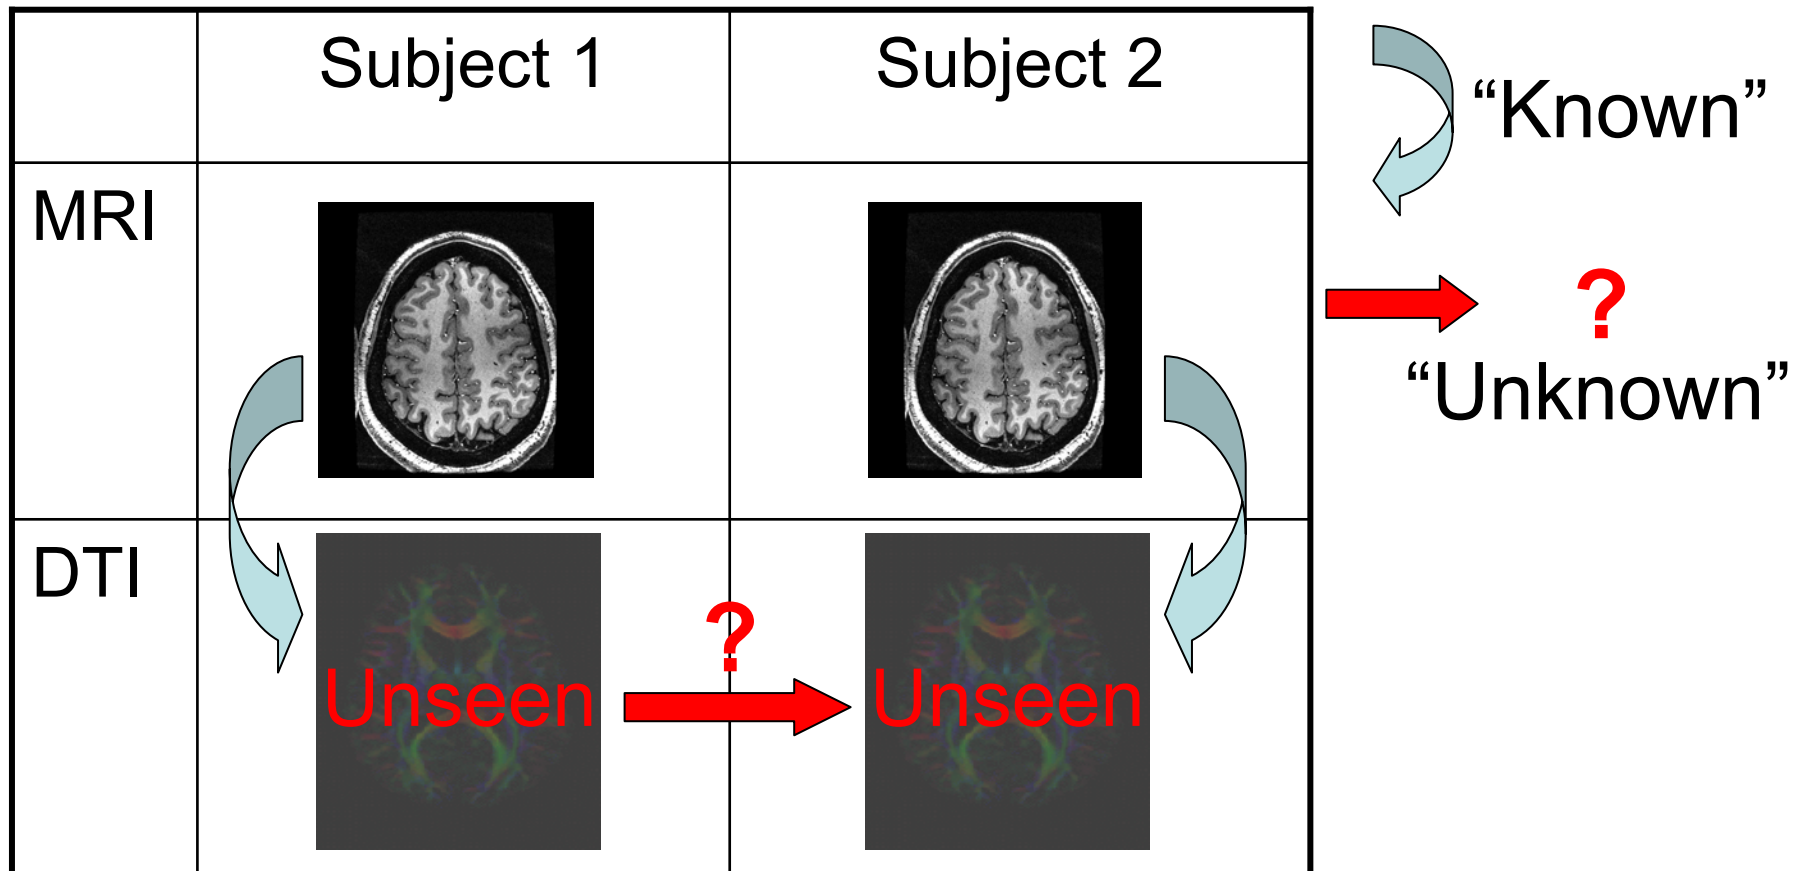 Subject 1
Subject 2
“Known”
MRI
?
“Unknown”
DTI
?
Unseen
Unseen